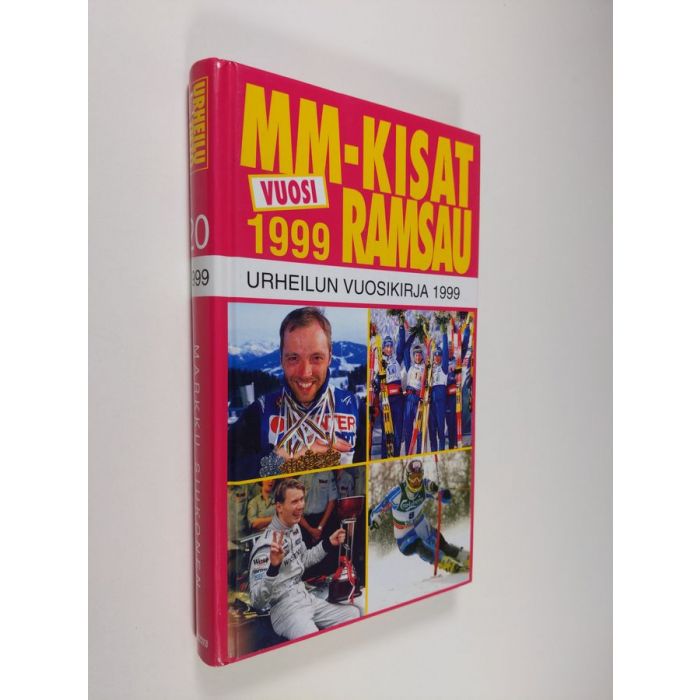 MM-KISAT
VUOSI
1999 RAMSAU
URHEILUN VUOSIKIRJA 1999
URHEILU
20
1999
MARKKU SIUKONEN